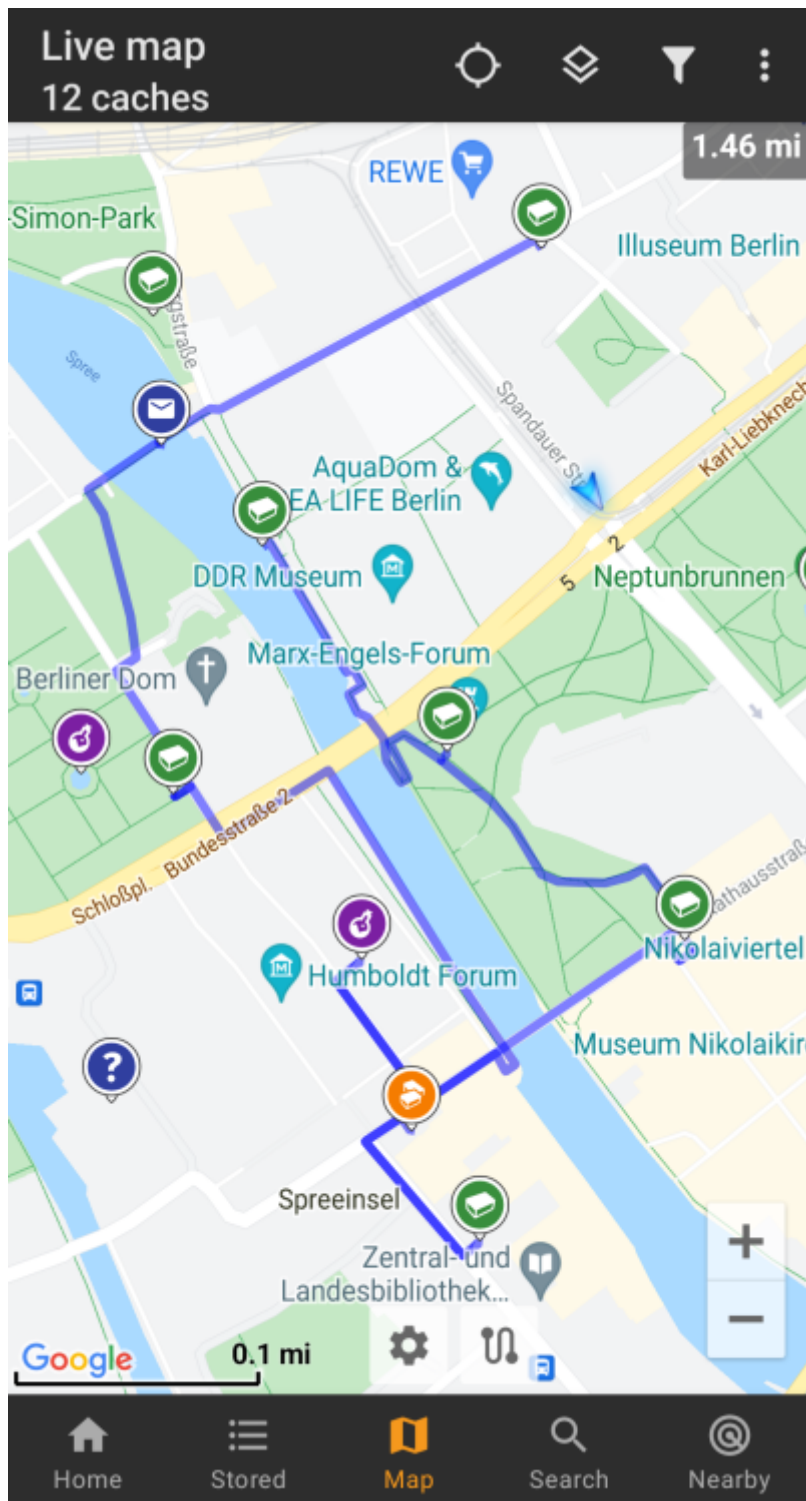 Live map
12 caches
1.46 mi
REWE
-Simon-Park
Illuseum Berlin
Spree
Spandauer Str
Karl-Liebknech
AquaDom &
EA LIFE Berlin
DDR Museum
5 2
Neptunbrunnen
Marx-Engels-Forum
Berliner Dom
Schloßpl. Bundesstraße 2
athausstraß
Nikolaiviertel
Humboldt Forum
Museum Nikolaikir
?
Spreeinsel
Zentral- und
Landesbibliothek...
Google
0.1 mi
Home
Stored
Map
Search
Nearby